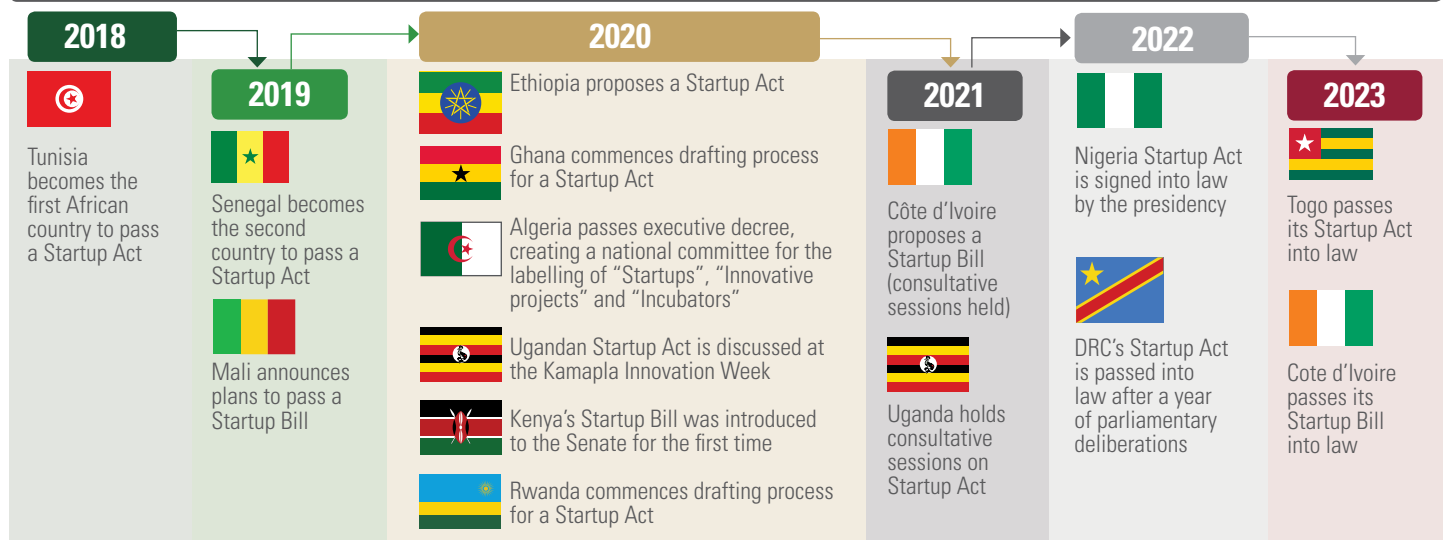 2018
Tunisia
becomes the
first African
country to pass
a Startup Act
2019
Senegal becomes
the second
country to pass a
Startup Act
Mali announces
plans to pass a
Startup Bill
2020
Ethiopia proposes a Startup Act
Ghana commences drafting process
for a Startup Act
Algeria passes executive decree,
creating a national committee for the
labelling of “Startups”, “Innovative
projects” and “Incubators”
Ugandan Startup Act is discussed at
the Kamapla Innovation Week
Kenya’s Startup Bill was introduced
to the Senate for the first time
Rwanda commences drafting process
for a Startup Act
2021
Côte d’Ivoire
proposes a
Startup Bill
(consultative
sessions held)
Uganda holds
consultative
sessions on
Startup Act
2022
Nigeria Startup Act
is signed into law
by the presidency
DRC’s Startup Act
is passed into
law after a year
of parliamentary
deliberations
2023
Togo passes
its Startup Act
into law
Cote d’Ivoire
passes its
Startup Bill
into law